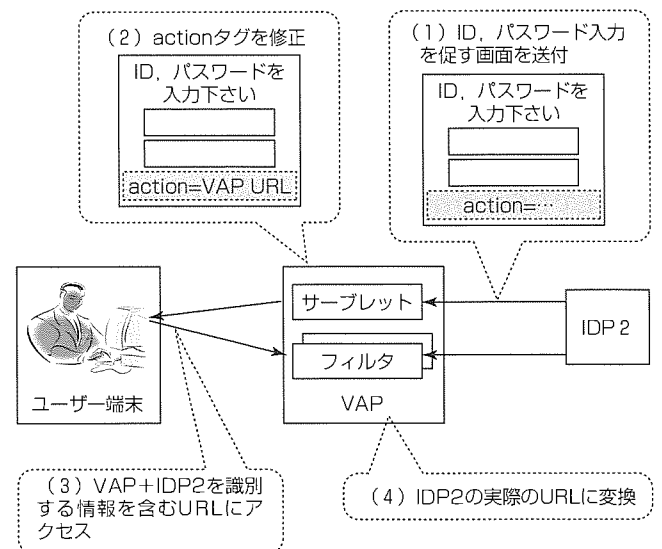 （2）actionタグを修正
ID，パスワードを
入力下さい
action=VAP URL
（1）ID，パスワード入力
を促す画面を送付
ID，パスワードを
入力下さい
action=…
ユーザー端末
サーブレット
フィルタ
VAP
IDP 2
（3）VAP+IDP2を識別
する情報を含むURLにア
クセス
（4）IDP2の実際のURLに変換